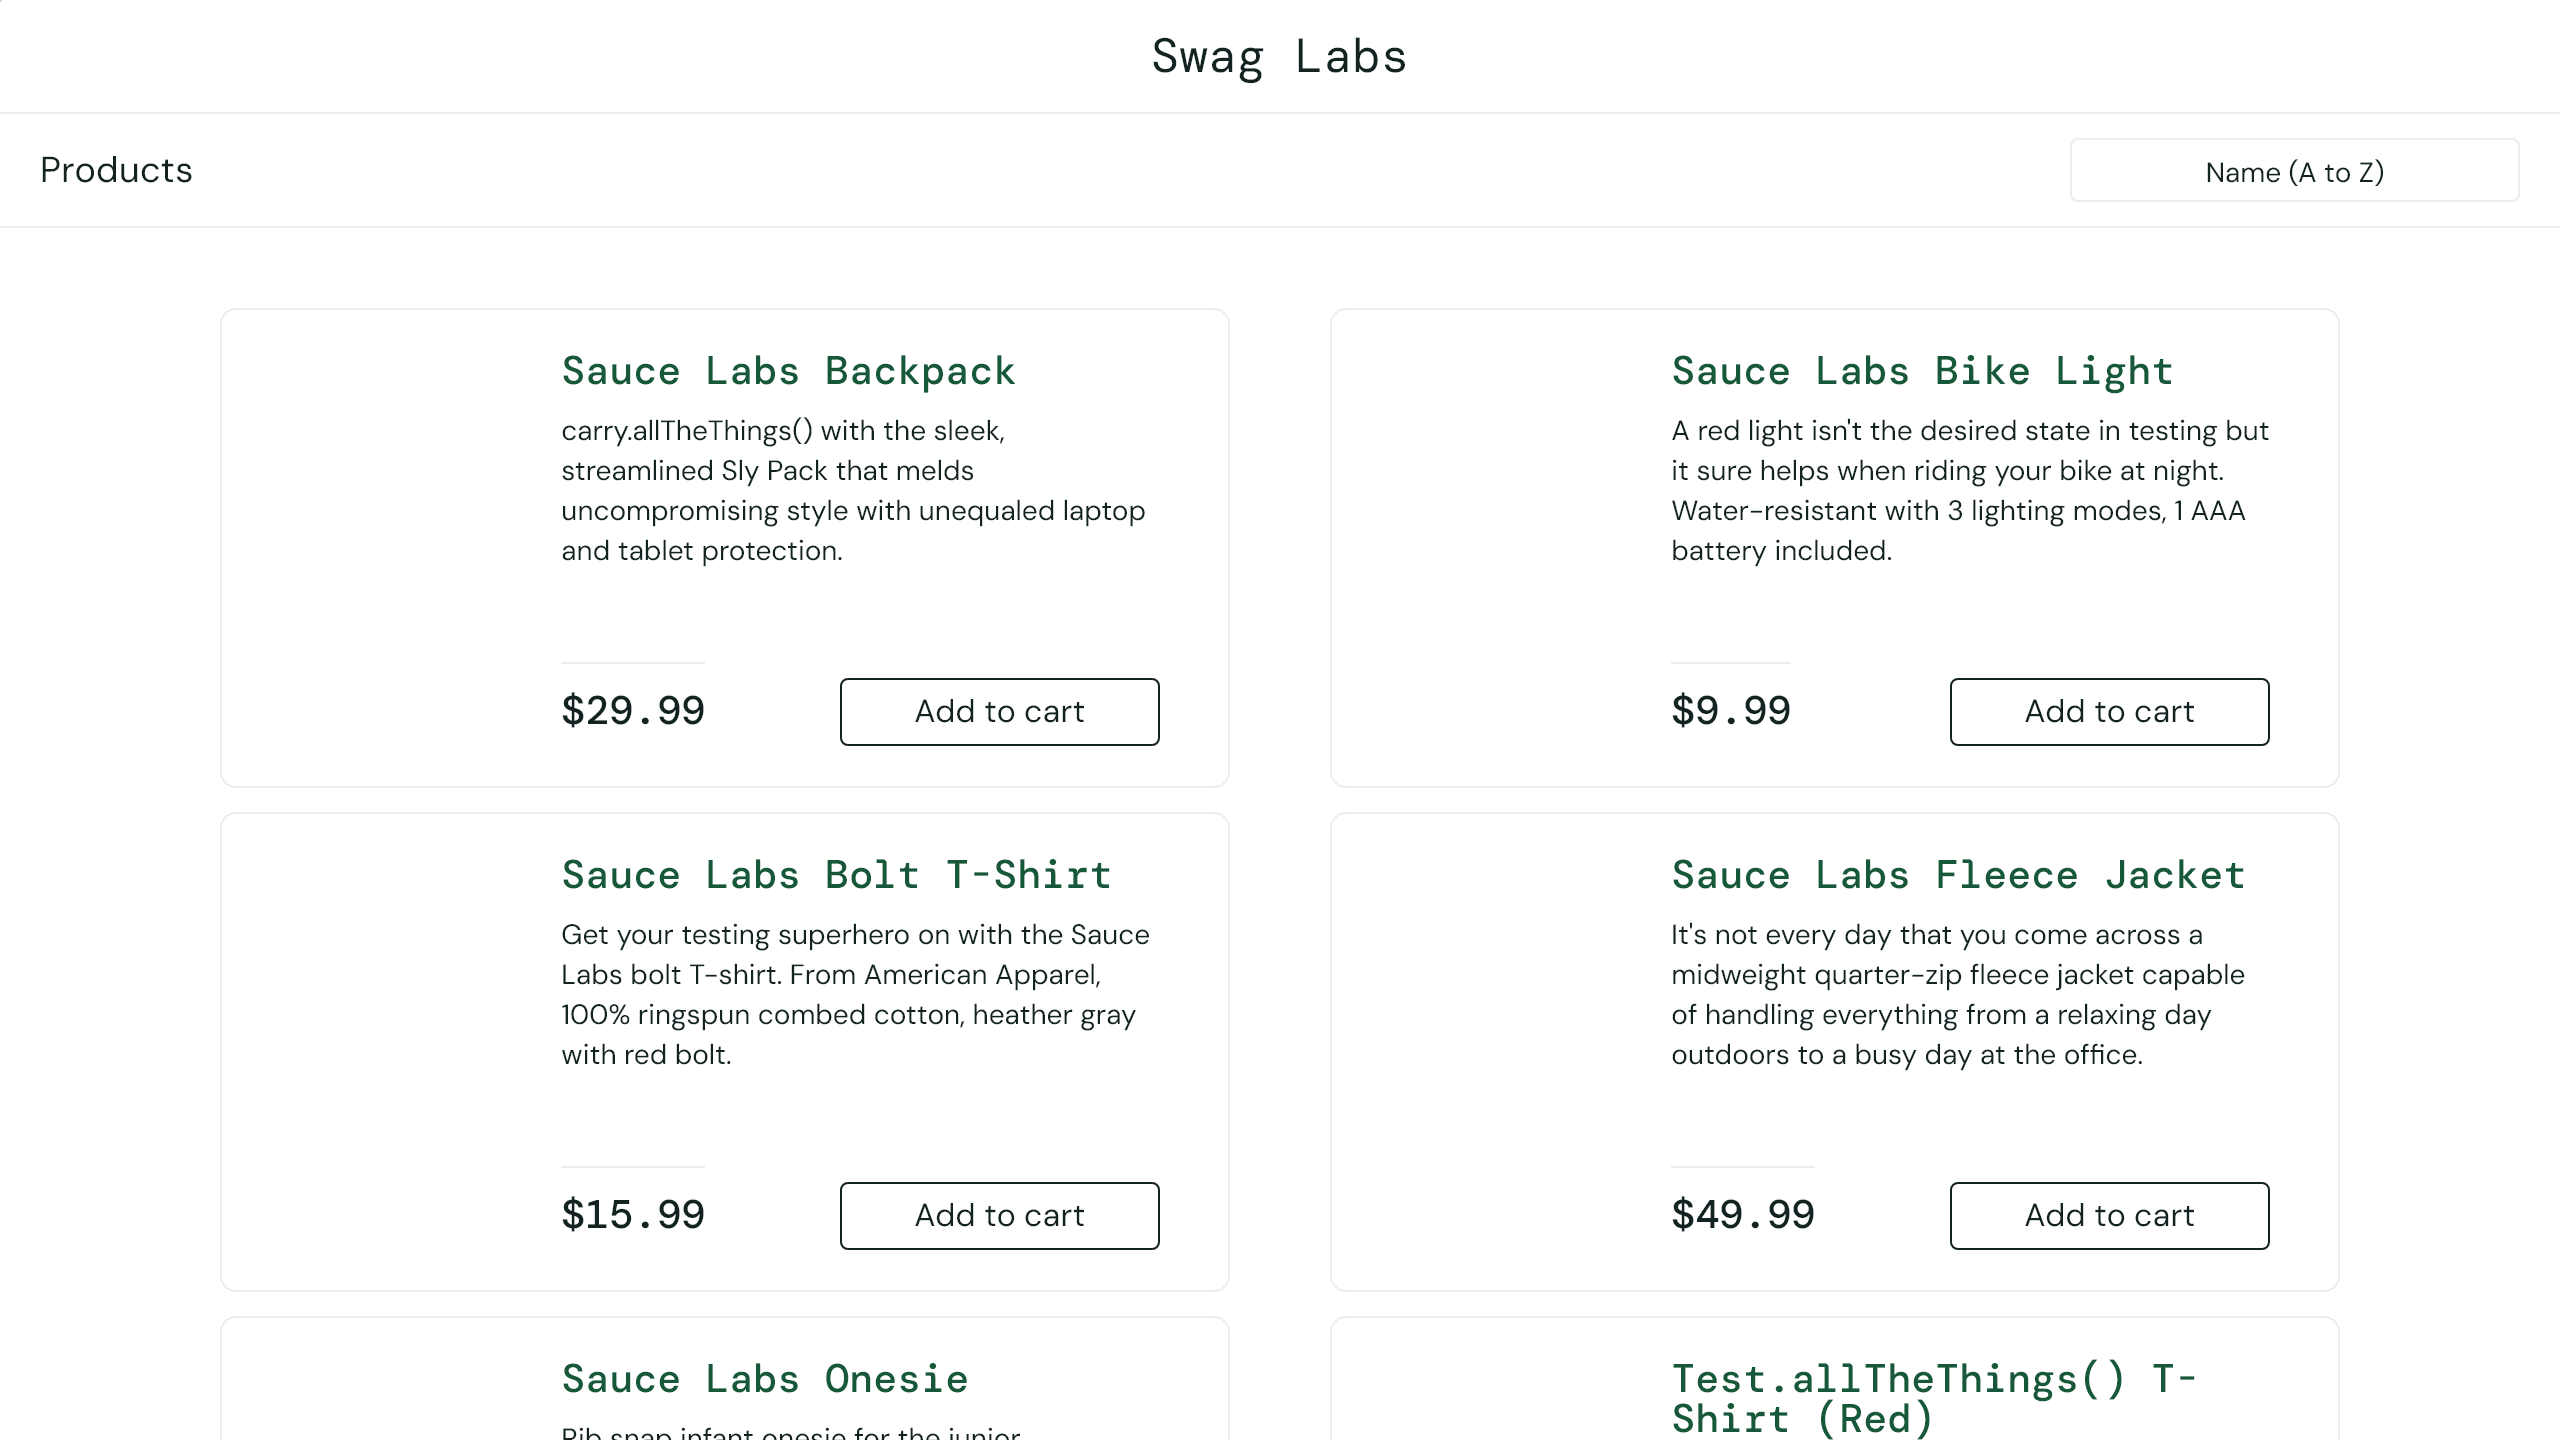 Swag Labs
Products
Name (A to Z)
Sauce Labs Backpack
carry.allTheThings() with the sleek,
streamlined Sly Pack that melds
uncompromising style with unequaled laptop
and tablet protection.
$29.99
Add to cart
Sauce Labs Bike Light
A red light isn't the desired state in testing but
it sure helps when riding your bike at night.
Water-resistant with 3 lighting modes, 1 AAA
battery included.
$9.99
Add to cart
Sauce Labs Bolt T-Shirt
Get your testing superhero on with the Sauce
Labs bolt T-shirt. From American Apparel,
100% ringspun combed cotton, heather gray
with red bolt.
$15.99
Add to cart
Sauce Labs Fleece Jacket
It's not every day that you come across a
midweight quarter-zip fleece jacket capable
of handling everything from a relaxing day
outdoors to a busy day at the office.
$49.99
Add to cart
Sauce Labs Onesie
Rib snap infant onesie for the junior
Test.allTheThings() T-
Shirt (Red)